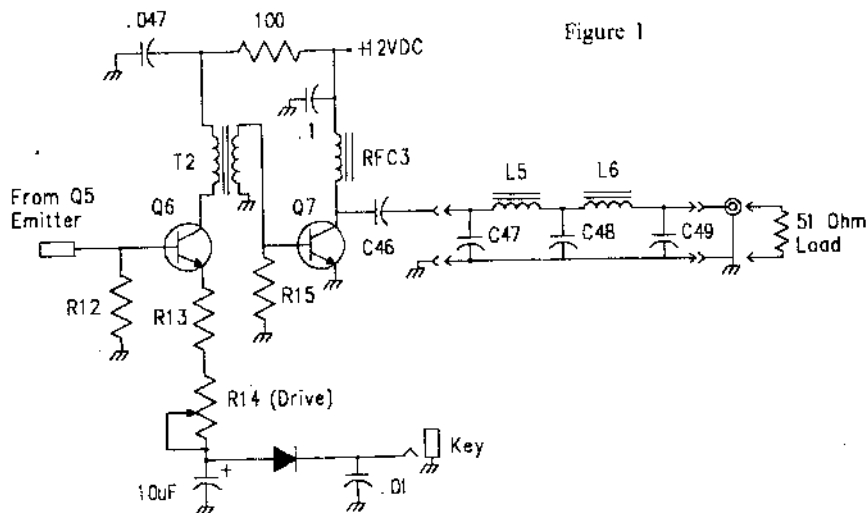 .047
100
Figure 1
+12VDC
.1
T2
RFC3
L5
L6
From Q5
Emitter
Q6
Q7
51 Ohm
Load
C46
C47
C48
C49
R12
R13
R15
R14 (Drive)
Key
+
10uF
.01